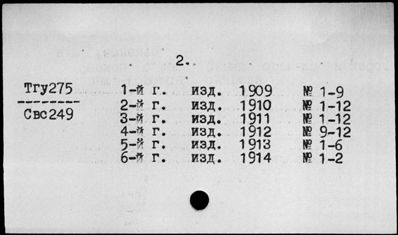 2.
Тгу275 1-й г. изд. 1909 № 1-9
Свс249 2-й г. изд. 1910 № 1-12
3-й г. изд. 1911 № 1-12
4-й г. изд. 1912 № 9-12
5-й г. изд. 1913 № 1-6
6-й г. изд. 1914 № 1-2